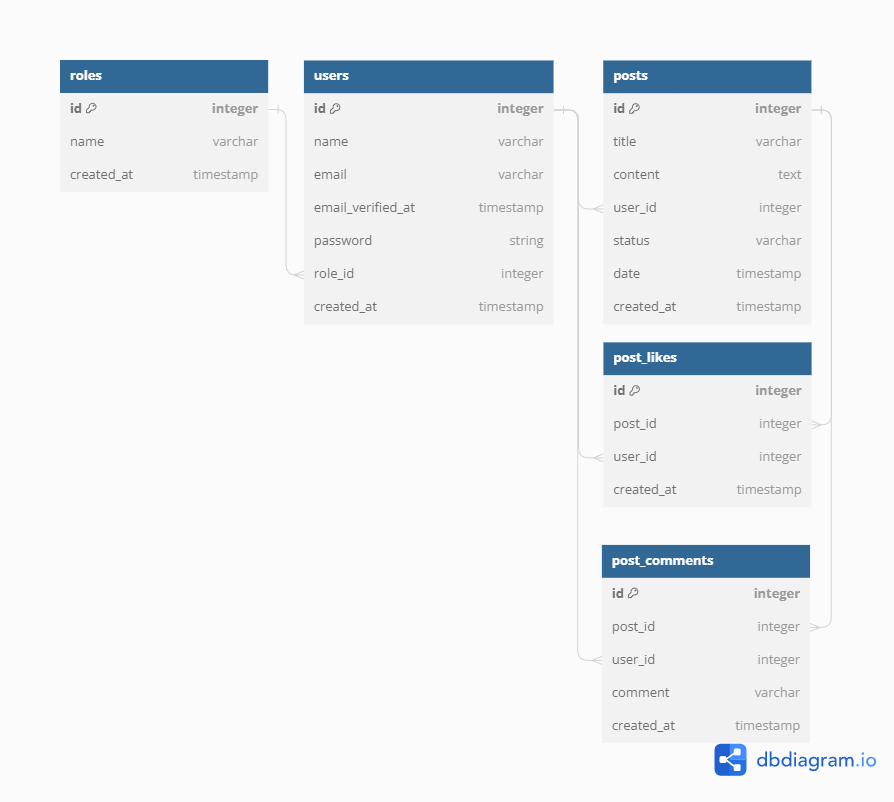 roles
id integer
name varchar
created_at timestamp
users
id integer
name varchar
email varchar
email_verified_at timestamp
password string
role_id integer
created_at timestamp
posts
id integer
title varchar
content text
user_id integer
status varchar
date timestamp
created_at timestamp
post_likes
id integer
post_id integer
user_id integer
created_at timestamp
post_comments
id integer
post_id integer
user_id integer
comment varchar
created_at timestamp
dbdiagram.io